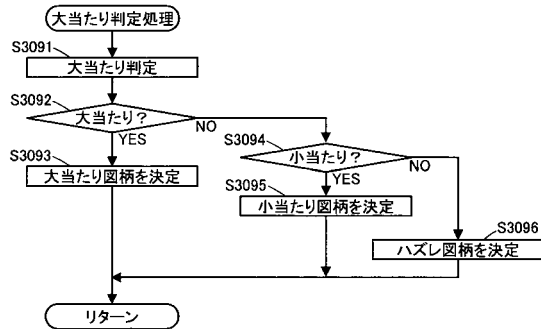 大当たり判定処理
S3091
大当たり判定
S3092
大当たり？
NO
YES
S3093
大当たり図柄を決定
S3094
小当たり？
NO
YES
S3095
小当たり図柄を決定
S3096
ハズレ図柄を決定
リターン